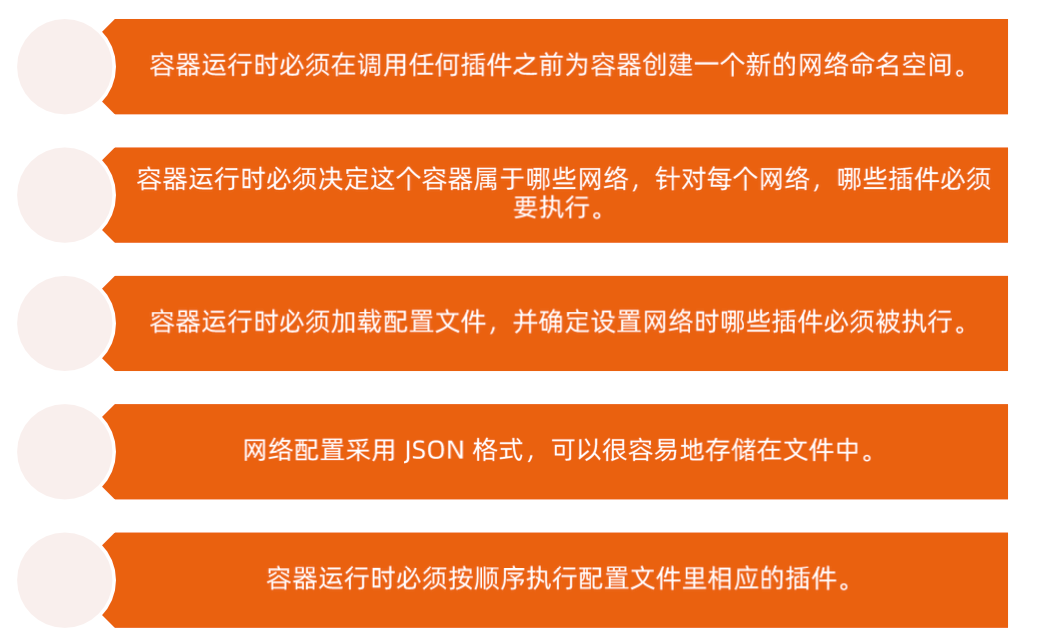 容器运行时必须在调用任何插件之前为容器创建一个新的网络命名空间。
容器运行时必须决定这个容器属于哪些网络，针对每个网络，哪些插件必须
要执行。
容器运行时必须加载配置文件，并确定设置网络时哪些插件必须被执行。
网络配置采用 JSON 格式，可以很容易地存储在文件中。
容器运行时必须按顺序执行配置文件里相应的插件。